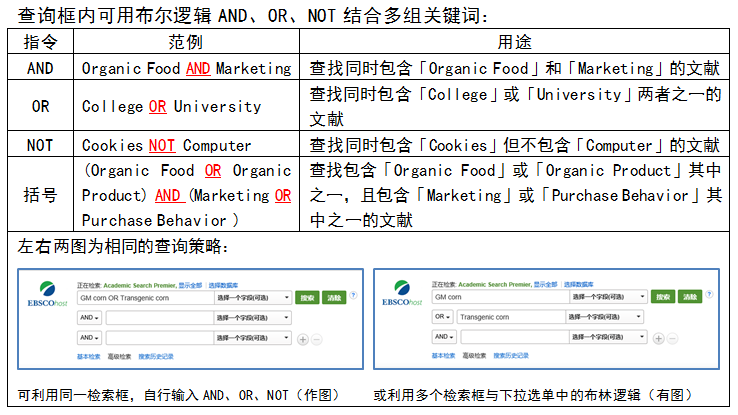 查询框内可用布尔逻辑 AND、OR、NOT 结合多组关键词：
指令 范例 用途
AND Organic Food AND Marketing 查找同时包含「Organic Food」和「Marketing」的文献
OR College OR University 查找同时包含「College」或「University」两者之一的
文献
NOT Cookies NOT Computer 查找同时包含「Cookies」但不包含「Computer」的文献
括号
(Organic Food OR Organic
Product) AND (Marketing OR
Purchase Behavior )
查找包含「Organic Food」或「Organic Product」其中
之一，且包含「Marketing」或「Purchase Behavior」其
中之一的文献
左右两图为相同的查询策略：
正在检索: Academic Search Premier, 显示全部 | 选择数据库
EBSCOhost
GM corn OR Transgenic corn 选择一个字段(可选) 搜索 清除 ?
AND 选择一个字段(可选)
AND 选择一个字段(可选) + −
基本检索 高级检索 搜索历史记录
正在检索: Academic Search Premier, 显示全部 | 选择数据库
EBSCOhost
GM corn 选择一个字段(可选) 搜索 清除 ?
OR Transgenic corn 选择一个字段(可选)
AND 选择一个字段(可选) + −
基本检索 高级检索 搜索历史记录
可利用同一检索框，自行输入 AND、OR、NOT（作图）
或利用多个检索框与下拉选单中的布林逻辑（有图）